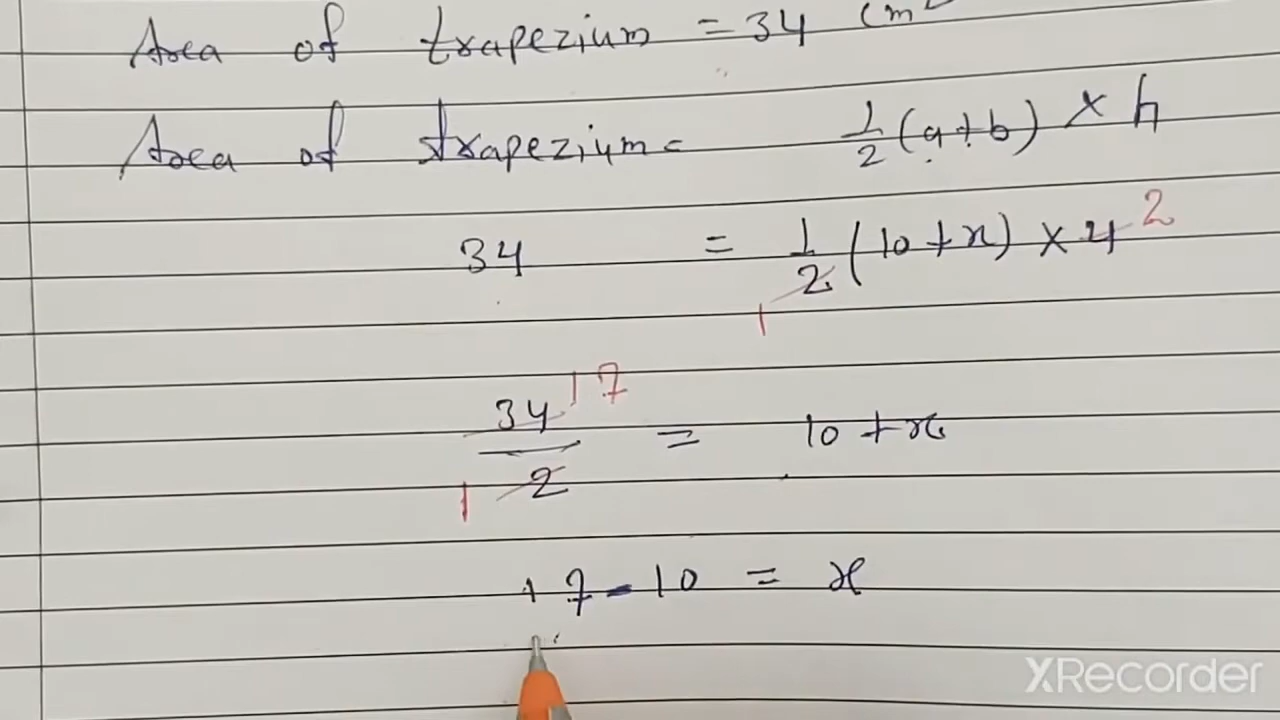 Area of trapezium = 34 cm²
Area of trapezium = 1/2 (a+b) × h
34 = 1/2 (10 + x) × 4 2
1
34 17
/2 = 10 + x
1
17 - 10 = x
XRecorder